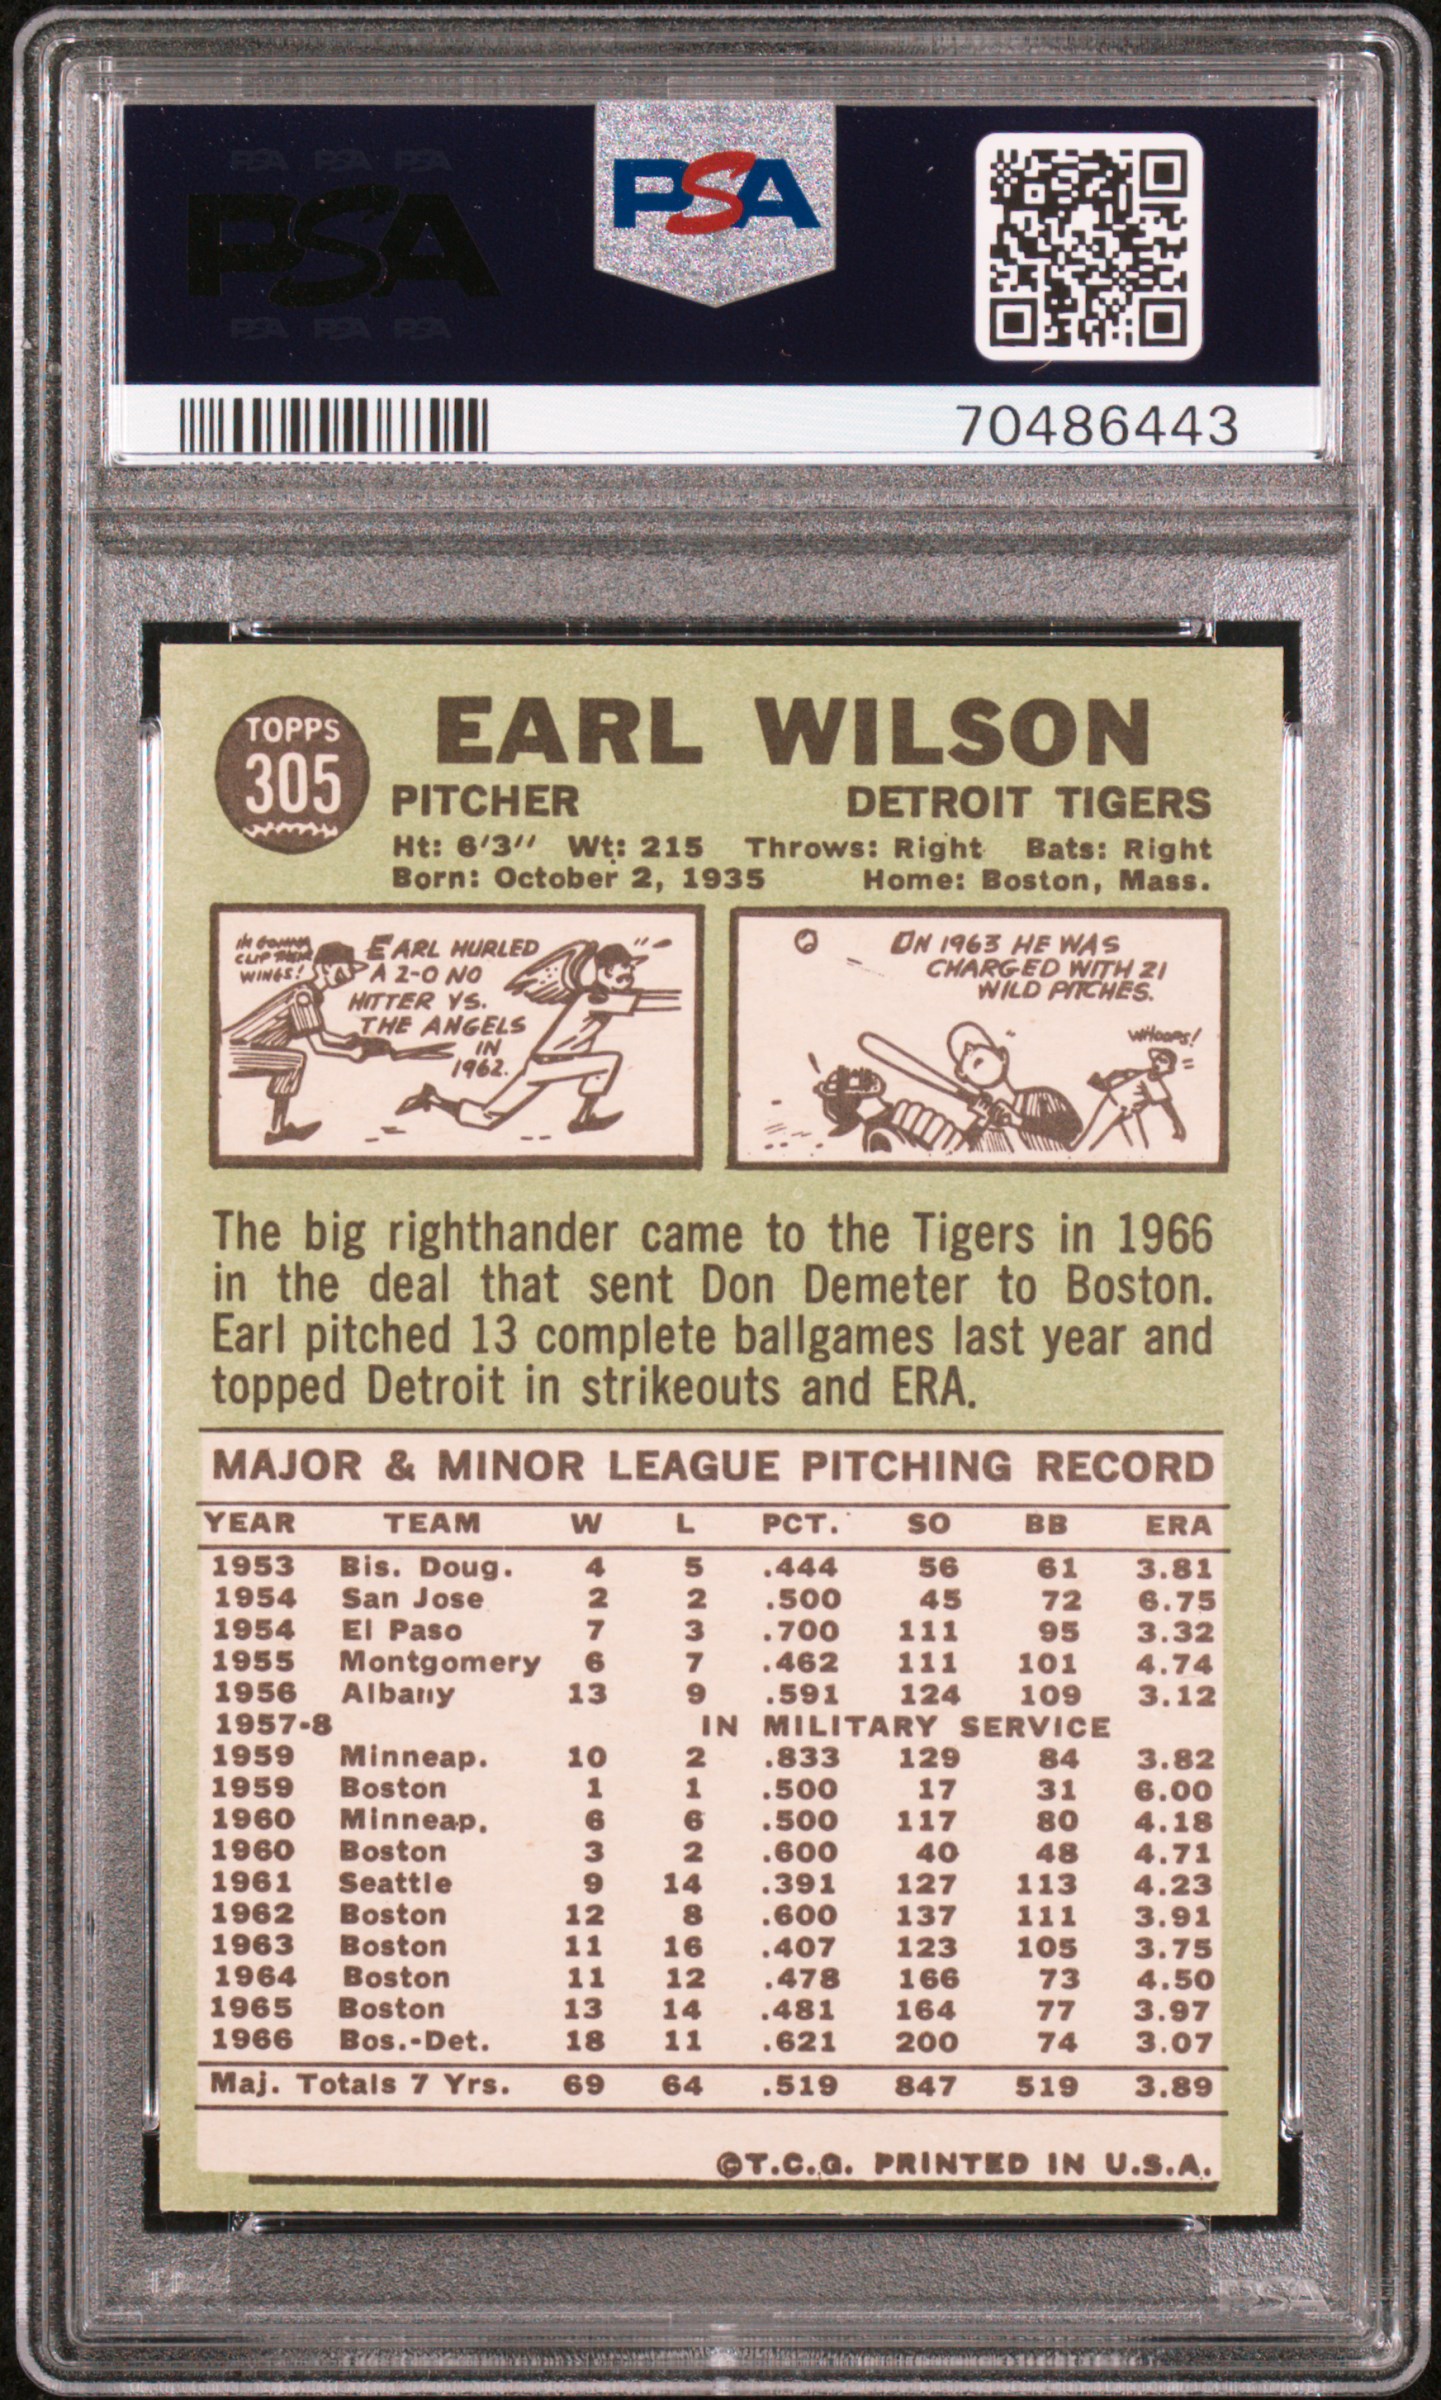 PSA PSA PSA
PSA
PSA PSA PSA
PSA
70486443
TOPPS
305
EARL WILSON
PITCHER DETROIT TIGERS
Ht: 6'3" Wt: 215 Throws: Right Bats: Right
Born: October 2, 1935 Home: Boston, Mass.
I'M GONNA
CLIP THEIR
WINGS!
EARL HURLED
A 2-0 NO
HITTER VS.
THE ANGELS
IN
1962.
IN 1963 HE WAS
CHARGED WITH 21
WILD PITCHES.
WHOOPS!
The big righthander came to the Tigers in 1966
in the deal that sent Don Demeter to Boston.
Earl pitched 13 complete ballgames last year and
topped Detroit in strikeouts and ERA.
MAJOR & MINOR LEAGUE PITCHING RECORD
YEAR TEAM W L PCT. SO BB ERA
1953 Bis. Doug. 4 5 .444 56 61 3.81
1954 San Jose 2 2 .500 45 72 6.75
1954 El Paso 7 3 .700 111 95 3.32
1955 Montgomery 6 7 .462 111 101 4.74
1956 Albany 13 9 .591 124 109 3.12
1957-8 IN MILITARY SERVICE
1959 Minneap. 10 2 .833 129 84 3.82
1959 Boston 1 1 .500 17 31 6.00
1960 Minneap. 6 6 .500 117 80 4.18
1960 Boston 3 2 .600 40 48 4.71
1961 Seattle 9 14 .391 127 113 4.23
1962 Boston 12 8 .600 137 111 3.91
1963 Boston 11 16 .407 123 105 3.75
1964 Boston 11 12 .478 166 73 4.50
1965 Boston 13 14 .481 164 77 3.97
1966 Bos.-Det. 18 11 .621 200 74 3.07
Maj. Totals 7 Yrs. 69 64 .519 847 519 3.89
©T.C.G. PRINTED IN U.S.A.
PSA